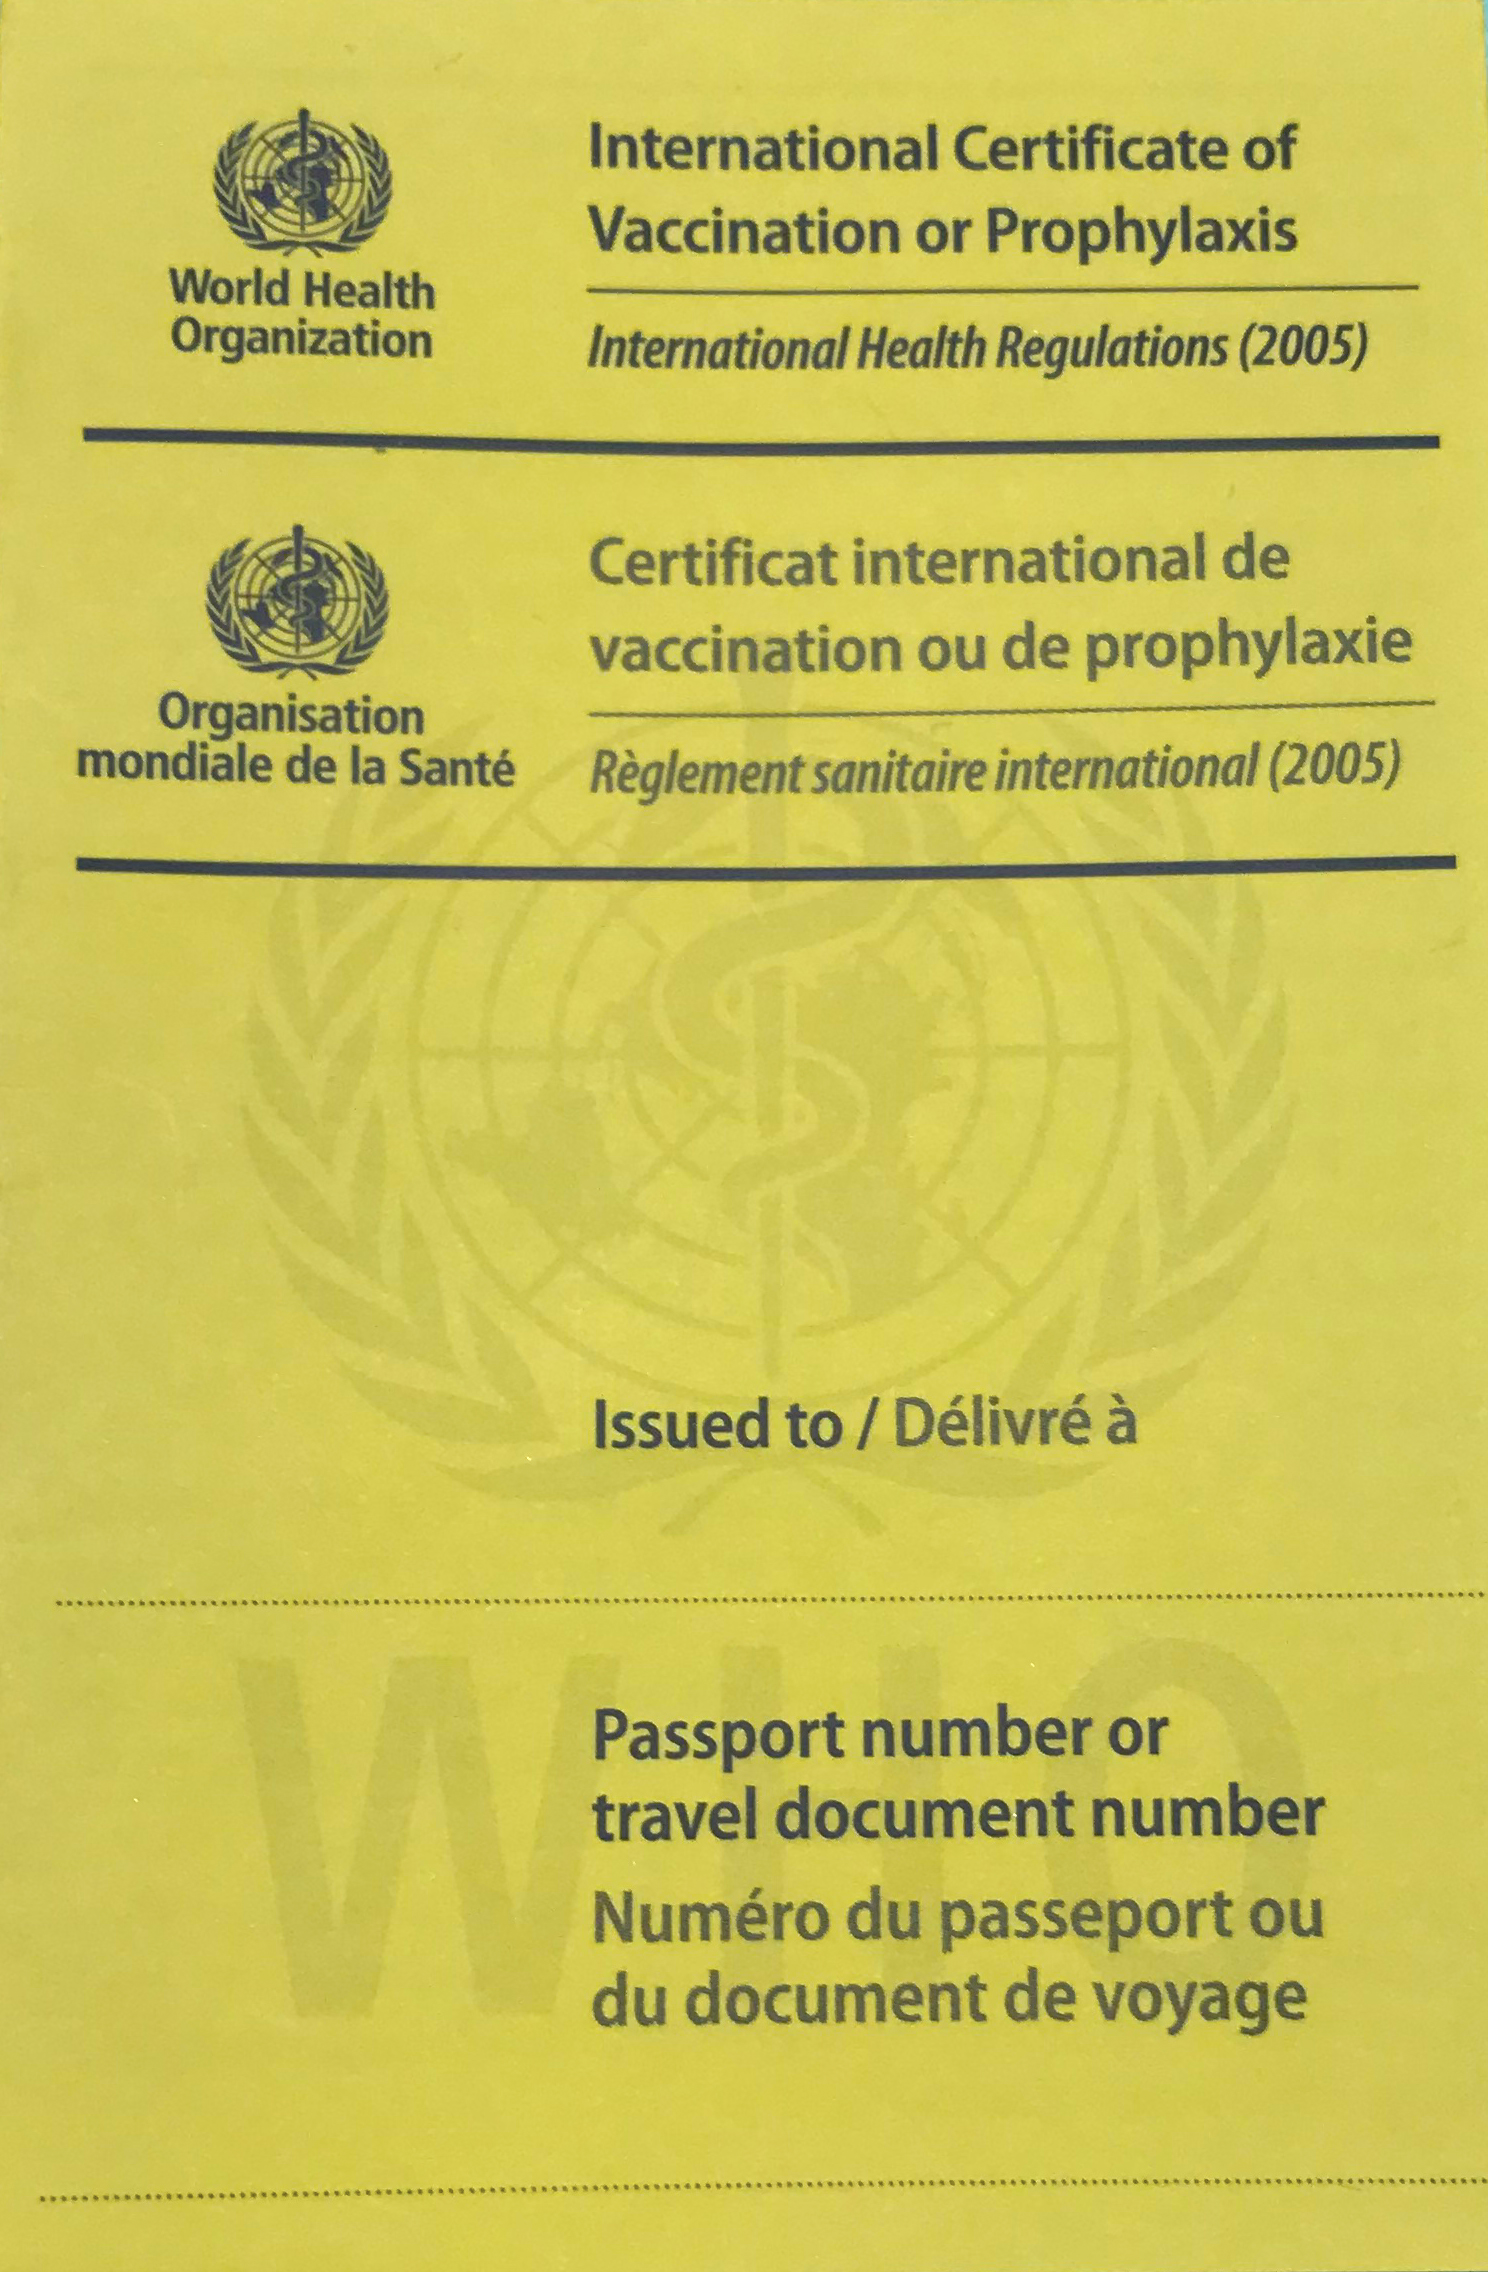 World Health
Organization
International Certificate of
Vaccination or Prophylaxis
International Health Regulations (2005)
Organisation
mondiale de la Santé
Certificat international de
vaccination ou de prophylaxie
Règlement sanitaire international (2005)
Issued to / Délivré à
WHO
Passport number or
travel document number
Numéro du passeport ou
du document de voyage